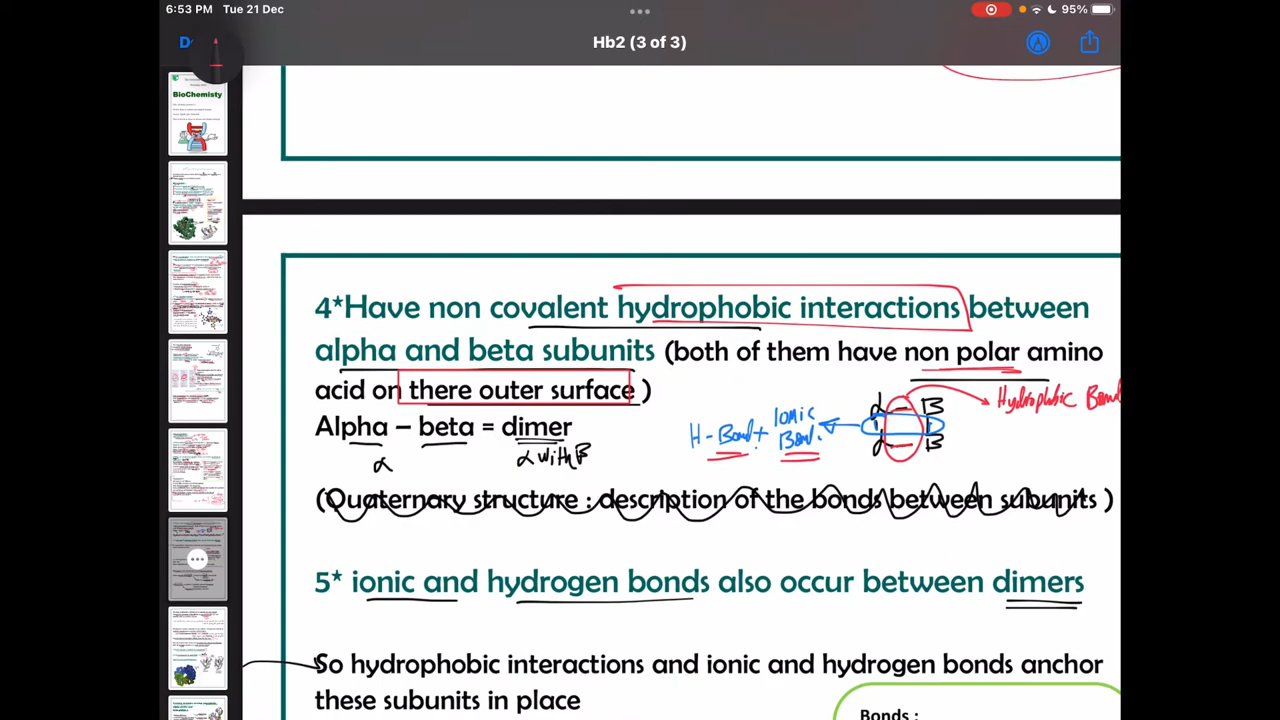 6:53 PM Tue 21 Dec
95%
Hb2 (3 of 3)
BioChemisty
4*Have non covalent hydrophobic interactions between
alpha and beta subunits (both of them have non polar amino
acid on there outer surface )
Hydrophobic Bond
α – B
Ionic
H-Bond + Bond.
α – B
Alpha – beta = dimer
α
α with B
(Quaternary structure : description of the bonds between subunits )
5* ionic and hydrogen bonds also occur between dimers
So hydrophobic interactions and ionic and hydrogen bonds anchor
these subunits in place
Bonds :